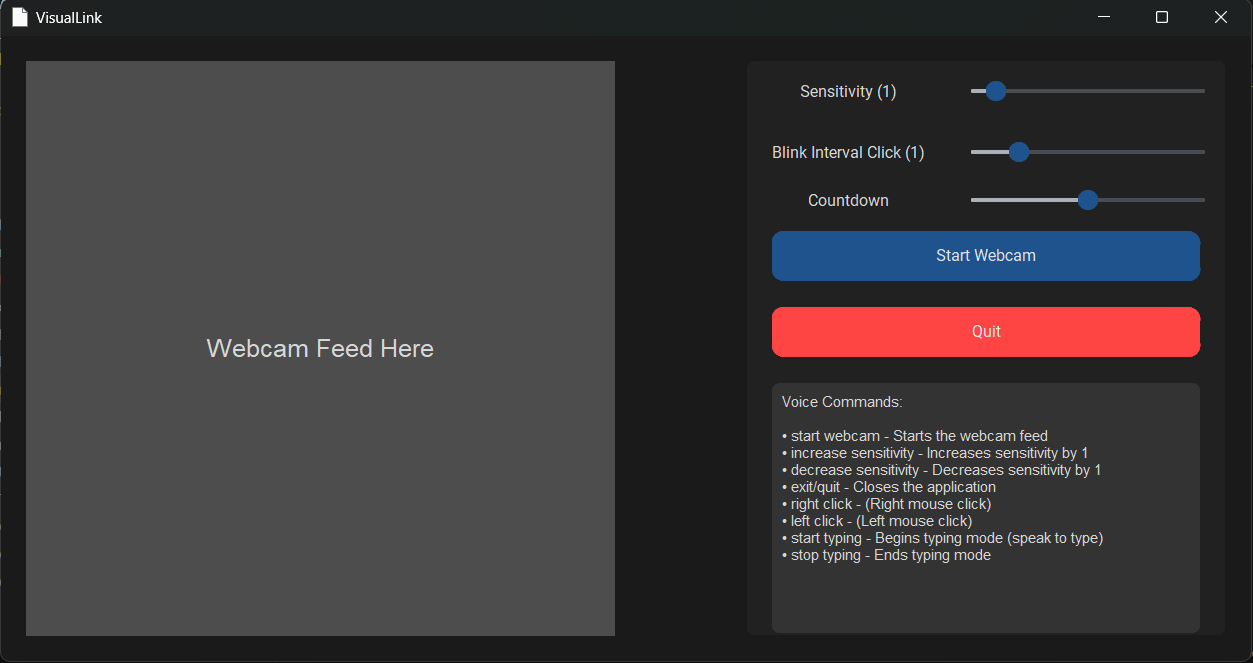 VisualLink
Webcam Feed Here
Sensitivity (1)
Blink Interval Click (1)
Countdown
Start Webcam
Quit
Voice Commands:
• start webcam - Starts the webcam feed
• increase sensitivity - Increases sensitivity by 1
• decrease sensitivity - Decreases sensitivity by 1
• exit/quit - Closes the application
• right click - (Right mouse click)
• left click - (Left mouse click)
• start typing - Begins typing mode (speak to type)
• stop typing - Ends typing mode